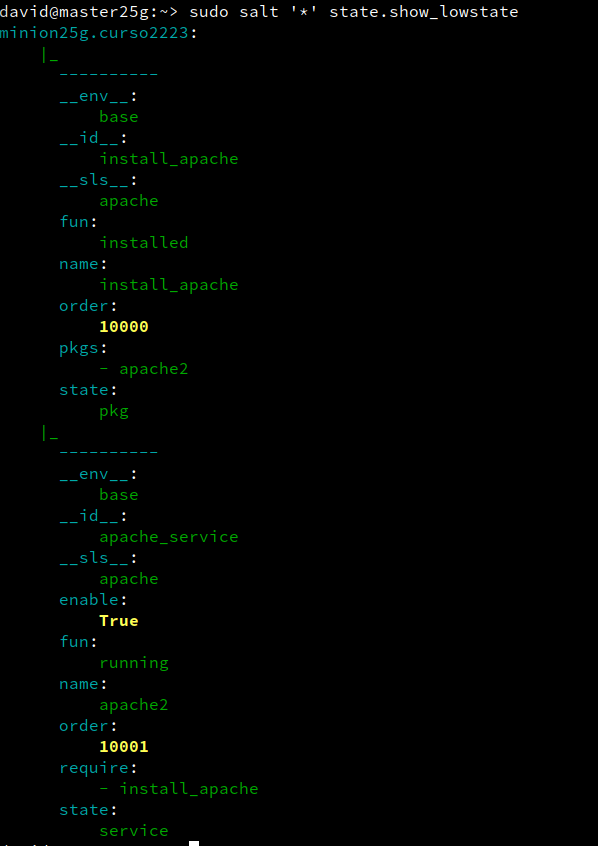 david@master25g:~> sudo salt '*' state.show_lowstate
minion25g.curso2223:
|_
----------
__env__:
base
__id__:
install_apache
__sls__:
apache
fun:
installed
name:
install_apache
order:
10000
pkgs:
- apache2
state:
pkg
|_
----------
__env__:
base
__id__:
apache_service
__sls__:
apache
enable:
True
fun:
running
name:
apache2
order:
10001
require:
- install_apache
state:
service